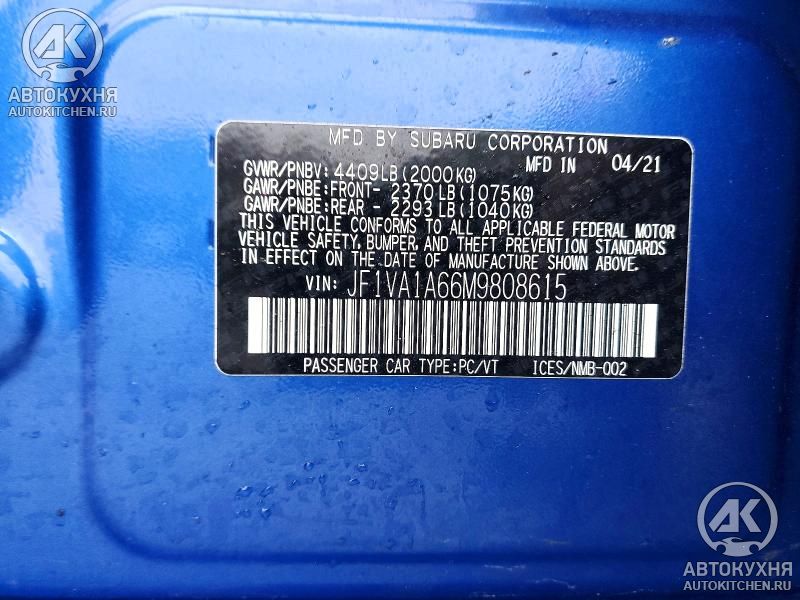 АК
АВТОКУХНЯ
AUTOKITCHEN.RU
MFD BY SUBARU CORPORATION
GVWR/PNBV: 4409LB (2000KG) MFD IN 04/21
GAWR/PNBE:FRONT- 2370LB (1075KG)
GAWR/PNBE:REAR - 2293LB (1040KG)
THIS VEHICLE CONFORMS TO ALL APPLICABLE FEDERAL MOTOR
VEHICLE SAFETY, BUMPER, AND THEFT PREVENTION STANDARDS
IN EFFECT ON THE DATE OF MANUFACTURE SHOWN ABOVE.
VIN: JF1VA1A66M9808615
PASSENGER CAR TYPE:PC/VT ICES/NMB-002
АК
АВТОКУХНЯ
AUTOKITCHEN.RU